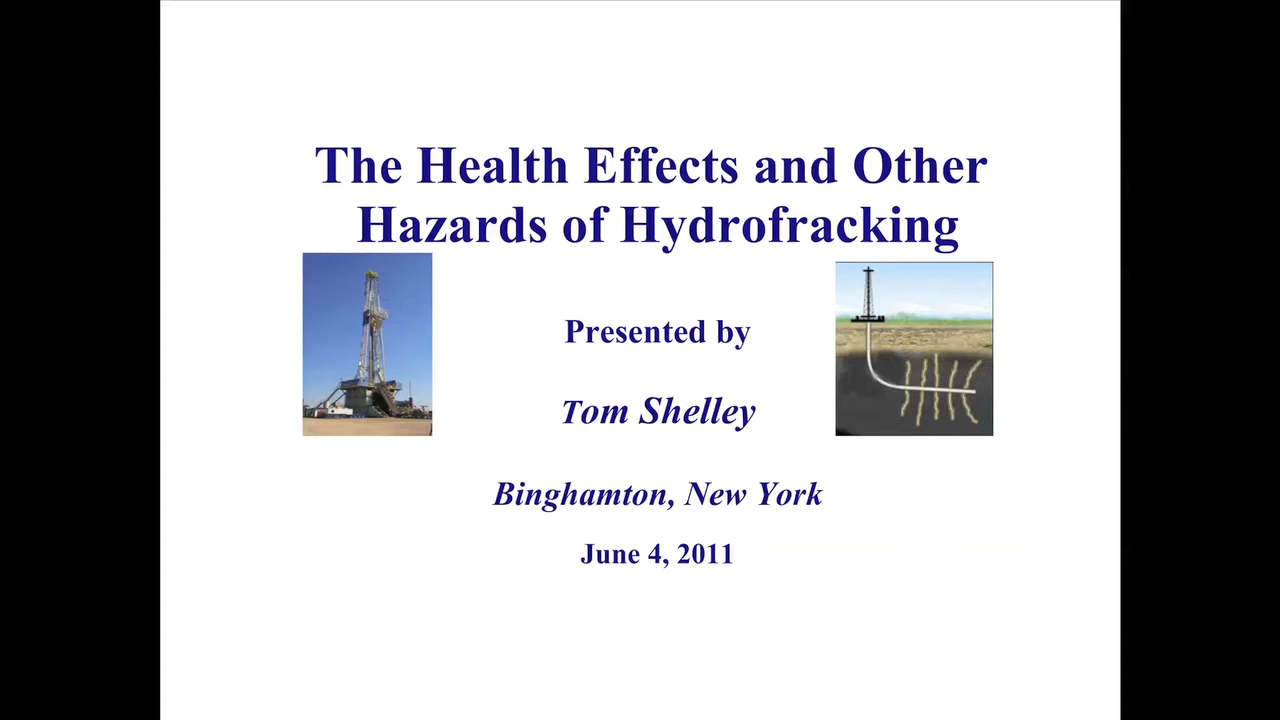 The Health Effects and Other
Hazards of Hydrofracking
Presented by
Tom Shelley
Binghamton, New York
June 4, 2011